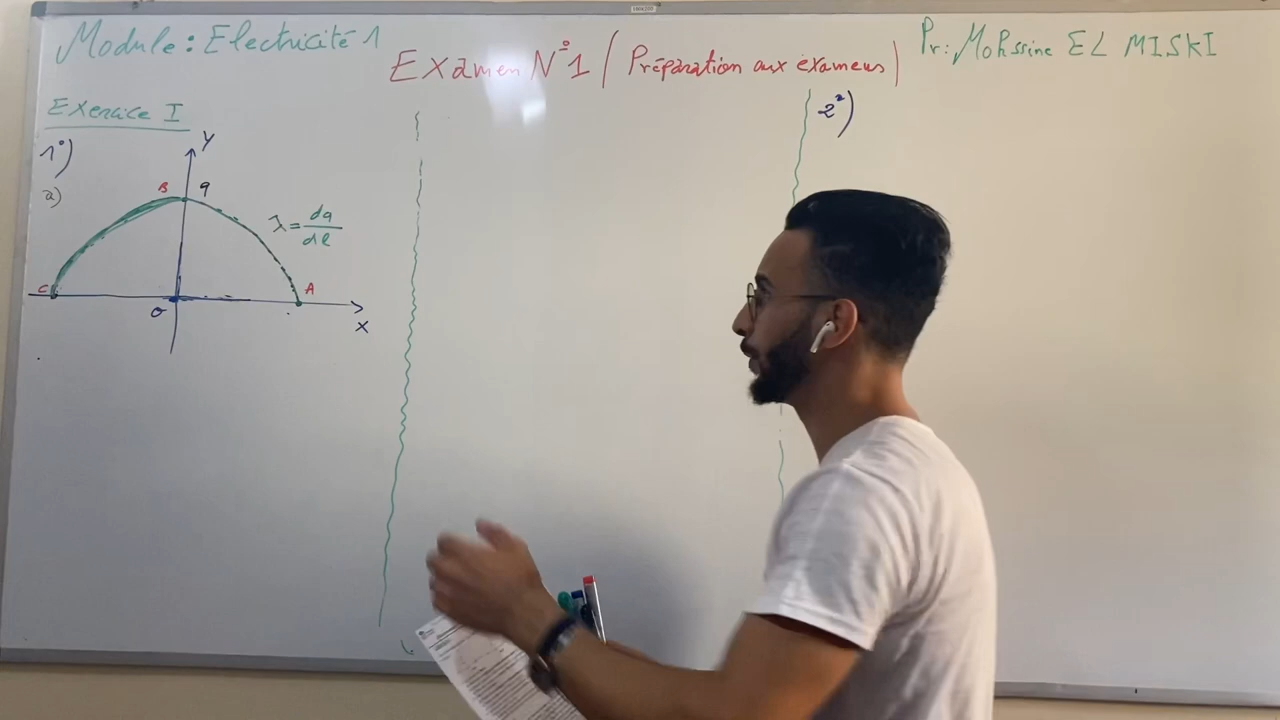 Module: Electricité 1
Examen N°1 (Préparation aux examens)
Pr: Mohssine EL MISKI
Exercice I
1°)
a)
Y
B
q
λ = dq/dl
C
O
A
X
2°)